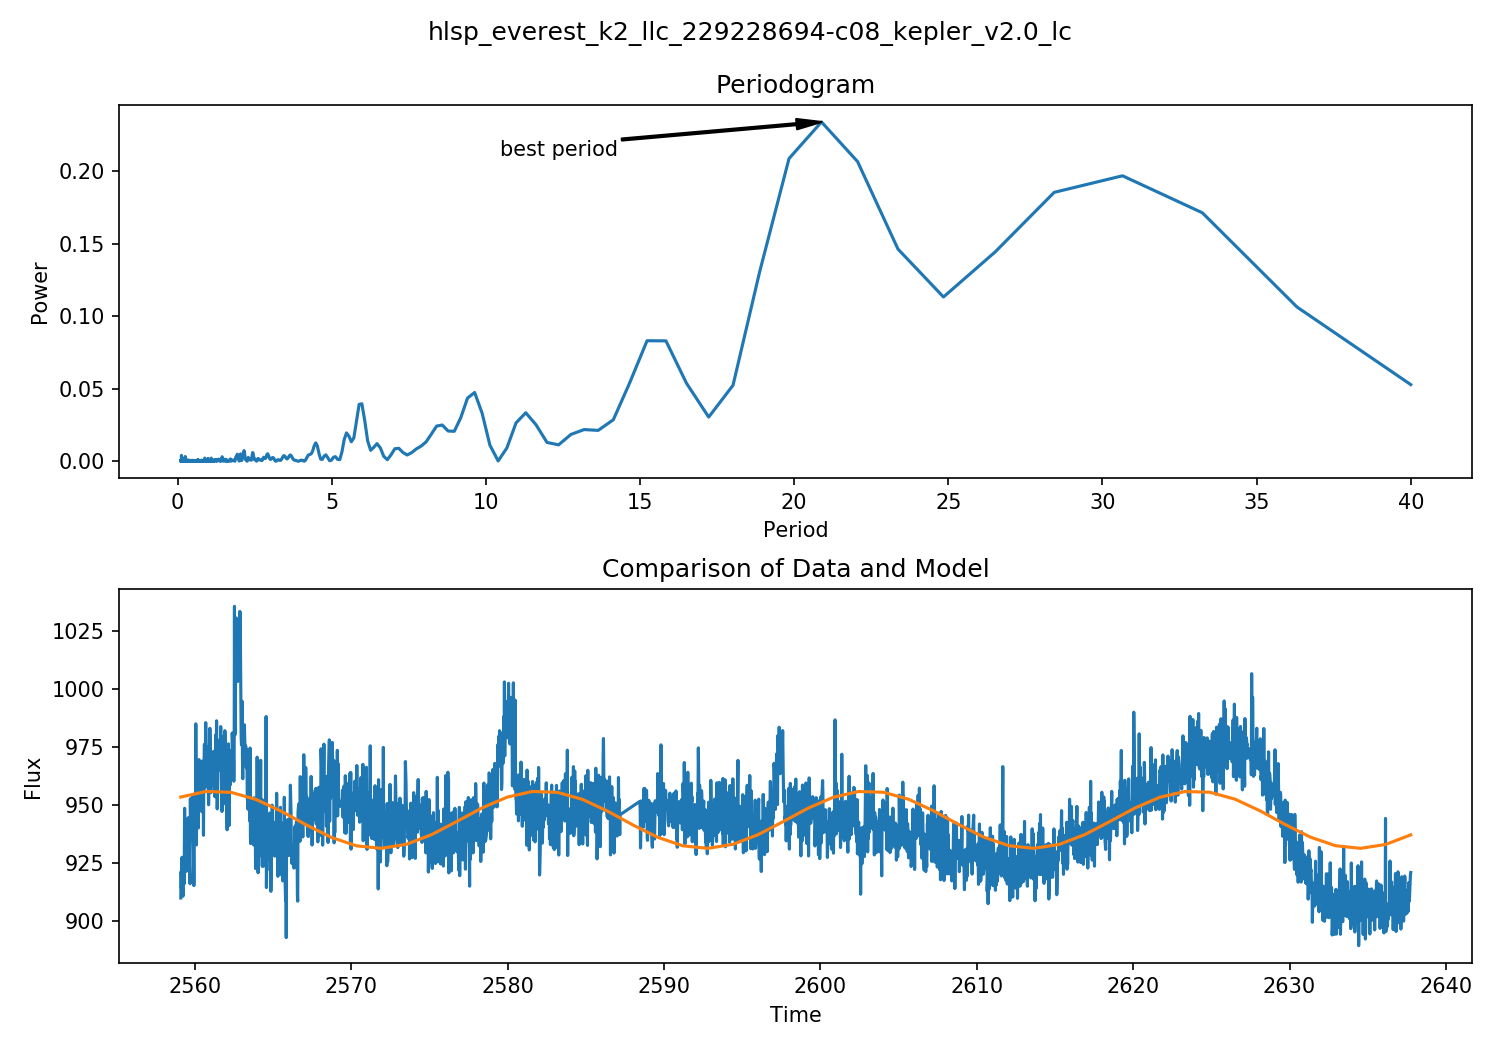 hlsp_everest_k2_llc_229228694-c08_kepler_v2.0_lc
Periodogram
best period
Power
0.20
0.15
0.10
0.05
0.00
0 5 10 15 20 25 30 35 40
Period
Comparison of Data and Model
Flux
1025
1000
975
950
925
900
2560 2570 2580 2590 2600 2610 2620 2630 2640
Time